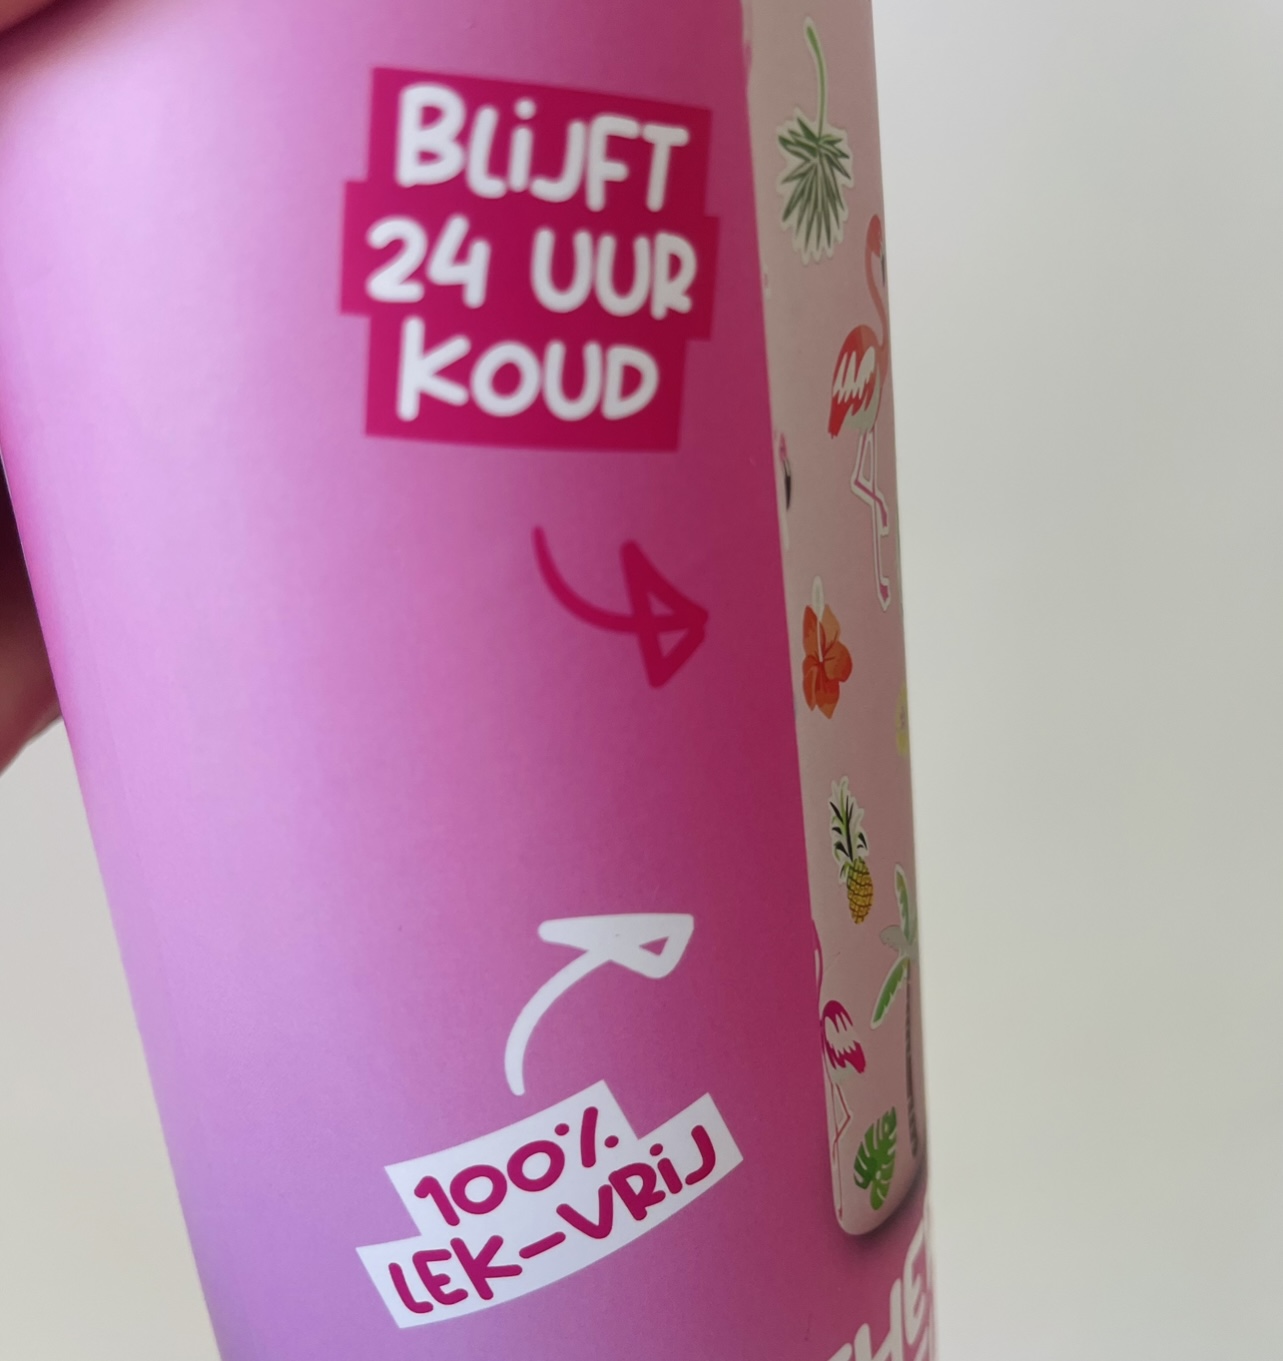 BLIJFT
24 UUR
KOUD
100%
LEK-VRIJ